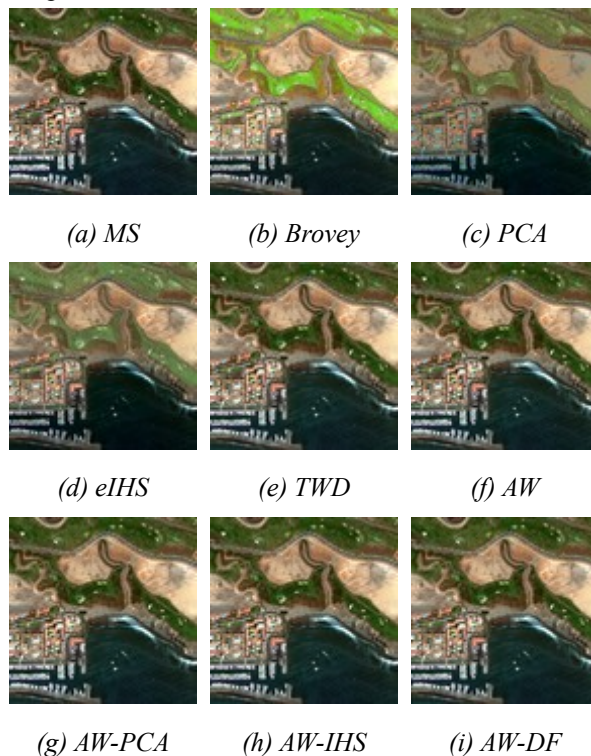 (a) MS (b) Brovey (c) PCA
(d) eIHS (e) TWD (f) AW
(g) AW-PCA (h) AW-IHS (i) AW-DF